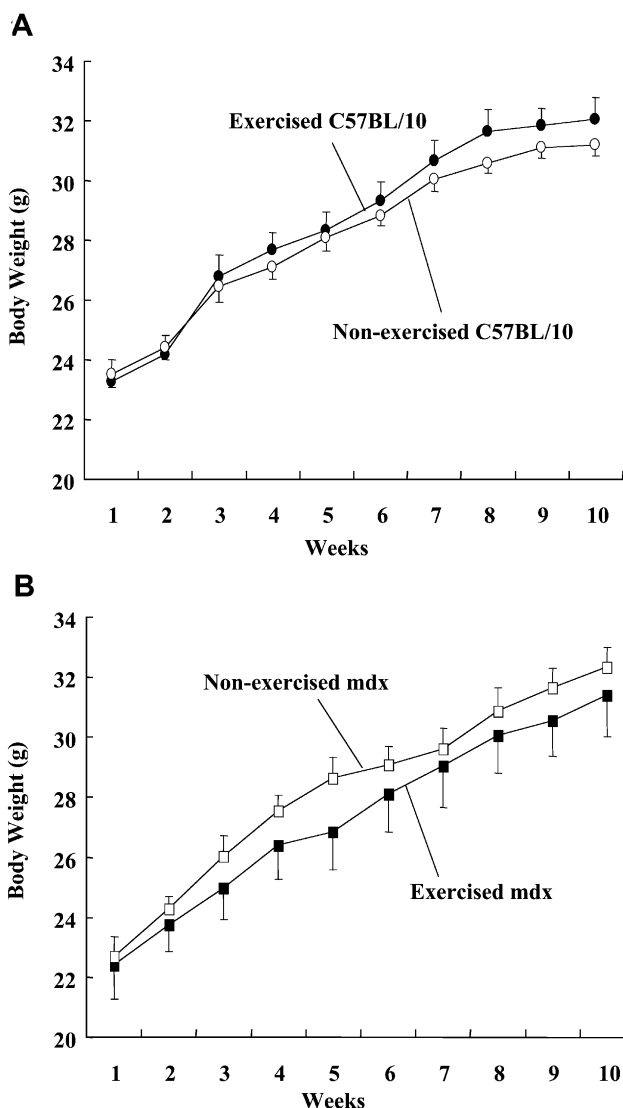 A
34
32
30
28
26
24
22
20
Body Weight (g)
Exercised C57BL/10
Non-exercised C57BL/10
1 2 3 4 5 6 7 8 9 10
Weeks
B
34
32
30
28
26
24
22
20
Body Weight (g)
Non-exercised mdx
Exercised mdx
1 2 3 4 5 6 7 8 9 10
Weeks